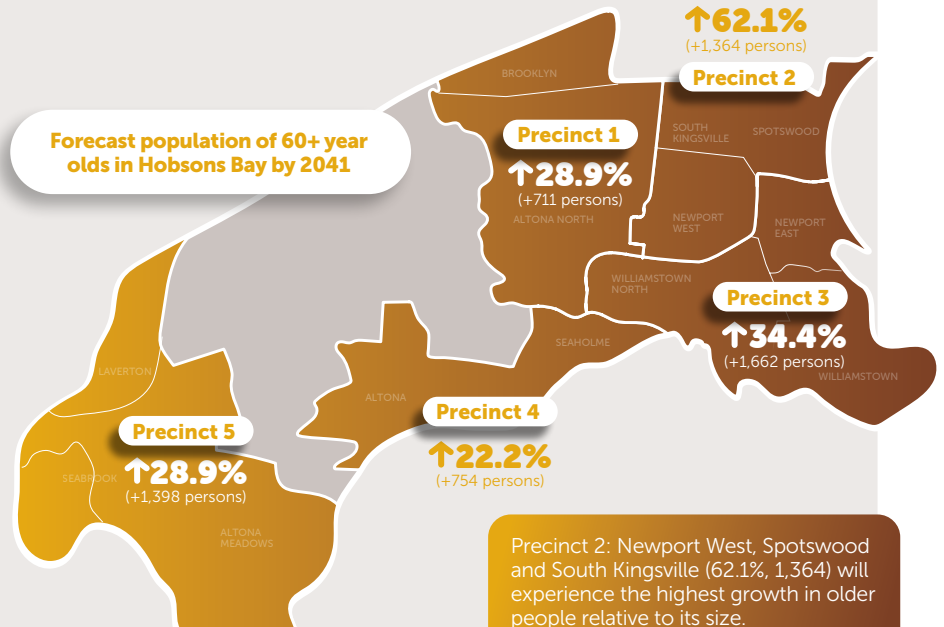 ↑62.1%
(+1,364 persons)
Precinct 2
BROOKLYN
Forecast population of 60+ year
olds in Hobsons Bay by 2041
Precinct 1
↑28.9%
(+711 persons)
ALTONA NORTH
SOUTH
KINGSVILLE
SPOTSWOOD
NEWPORT
WEST
NEWPORT
EAST
WILLIAMSTOWN
NORTH
Precinct 3
↑34.4%
(+1,662 persons)
WILLIAMSTOWN
SEAHOLME
LAVERTON
ALTONA
Precinct 4
↑22.2%
(+754 persons)
Precinct 5
↑28.9%
(+1,398 persons)
SEABROOK
ALTONA
MEADOWS
Precinct 2: Newport West, Spotswood
and South Kingsville (62.1%, 1,364) will
experience the highest growth in older
people relative to its size.